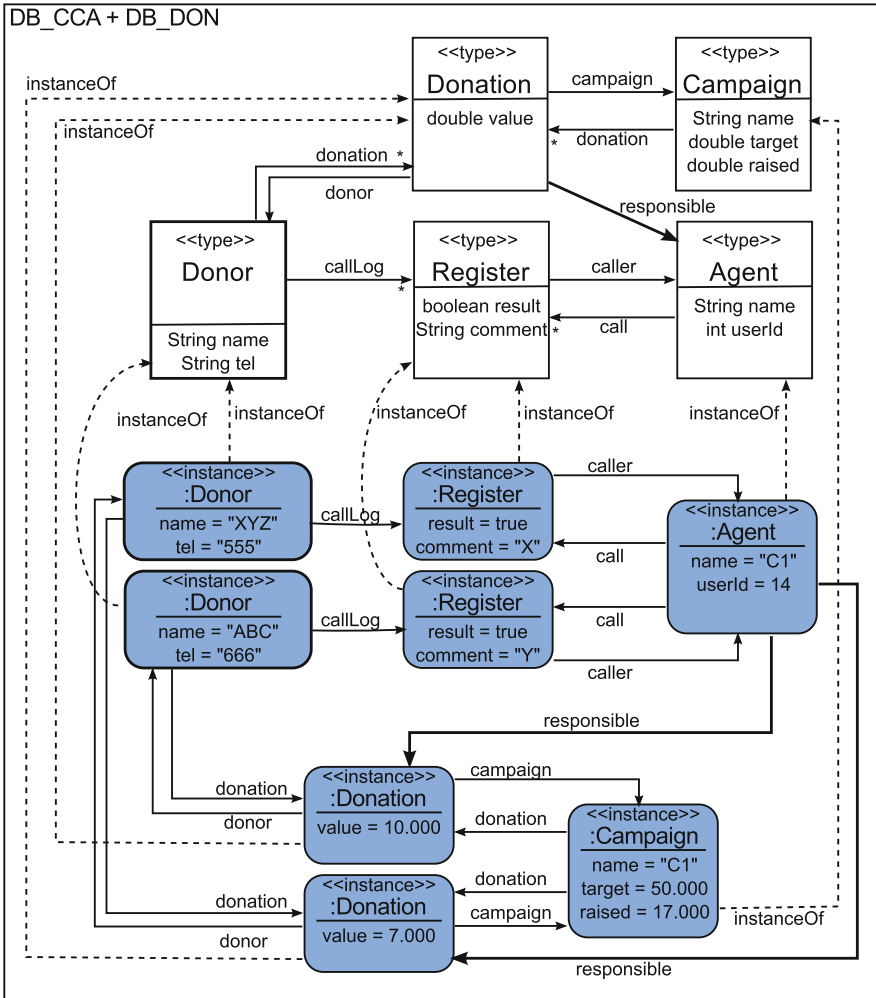 DB_CCA + DB_DON
<<type>>
Donation
double value
<<type>>
Campaign
String name
double target
double raised
campaign
donation
*
instanceOf
instanceOf
donation *
donor
responsible
<<type>>
Donor
String name
String tel
callLog
*
<<type>>
Register
boolean result
String comment
caller
call
*
<<type>>
Agent
String name
int userId
instanceOf
instanceOf
instanceOf
instanceOf
instanceOf
<<instance>>
:Donor
name = "XYZ"
tel = "555"
callLog
<<instance>>
:Register
result = true
comment = "X"
caller
call
<<instance>>
:Agent
name = "C1"
userId = 14
<<instance>>
:Donor
name = "ABC"
tel = "666"
callLog
<<instance>>
:Register
result = true
comment = "Y"
call
caller
responsible
donation
donor
<<instance>>
:Donation
value = 10.000
campaign
donation
<<instance>>
:Campaign
name = "C1"
target = 50.000
raised = 17.000
instanceOf
donation
donor
<<instance>>
:Donation
value = 7.000
donation
campaign
responsible